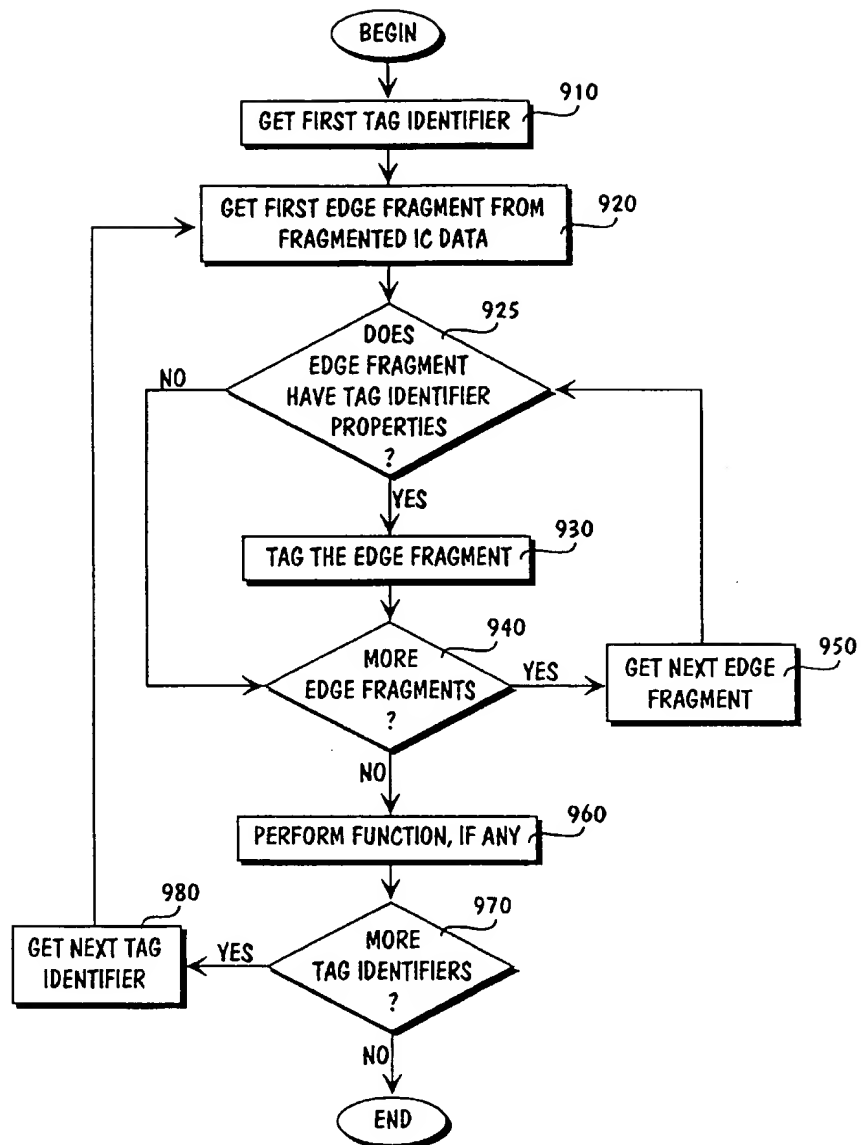 BEGIN
910
GET FIRST TAG IDENTIFIER
GET FIRST EDGE FRAGMENT FROM
FRAGMENTED IC DATA
920
925
DOES
EDGE FRAGMENT
HAVE TAG IDENTIFIER
PROPERTIES
?
NO
YES
TAG THE EDGE FRAGMENT
930
940
MORE
EDGE FRAGMENTS
?
YES
GET NEXT EDGE
FRAGMENT
950
NO
PERFORM FUNCTION, IF ANY
960
970
MORE
TAG IDENTIFIERS
?
YES
980
GET NEXT TAG
IDENTIFIER
NO
END